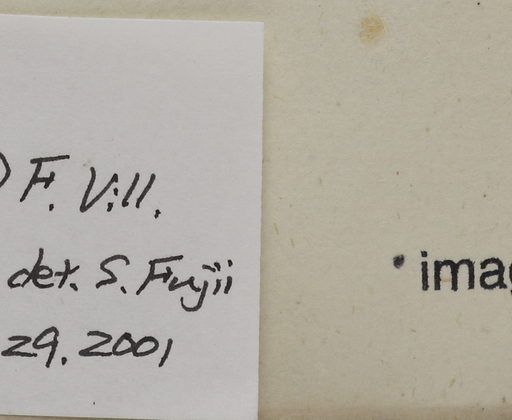 ) F. Vill.
det. S. Fujii
29. 2001
imag